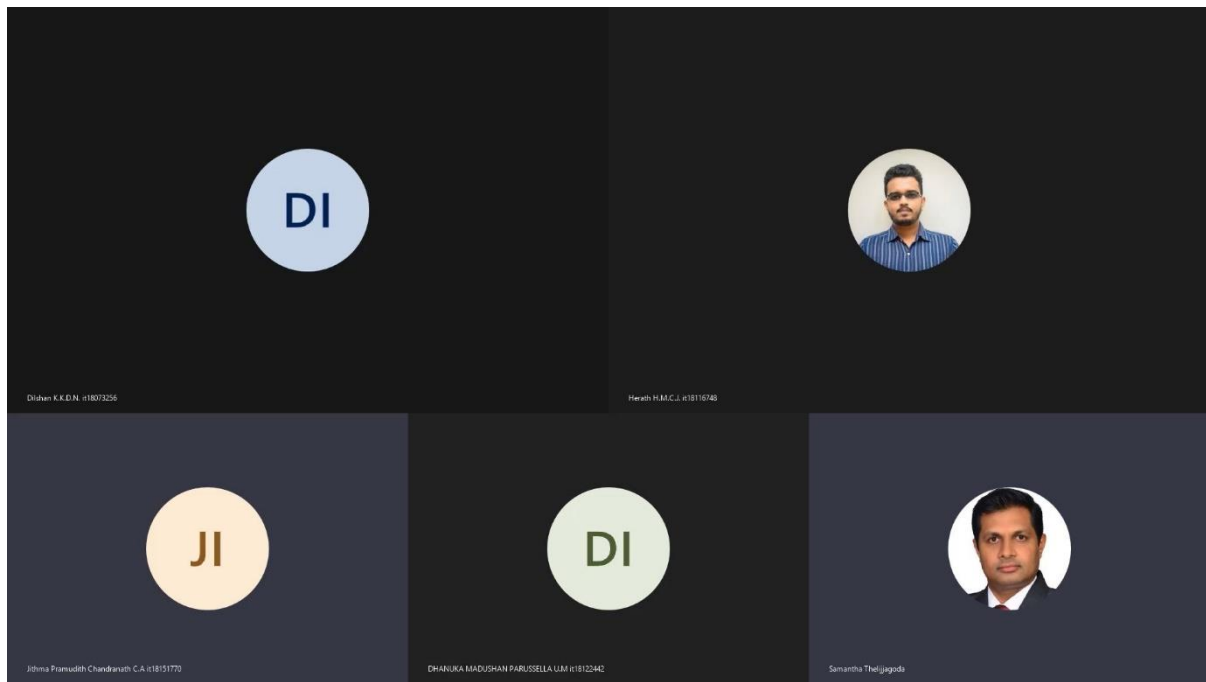 DI
Dilshan K.K.D.N. it18073256
Herath H.M.C.J. it18116748
JI
Jithma Pramudith Chandranath C.A it18151770
DI
DHANUKA MADUSHAN PARUSSELLA U.M it18122442
Samantha Thelijjagoda